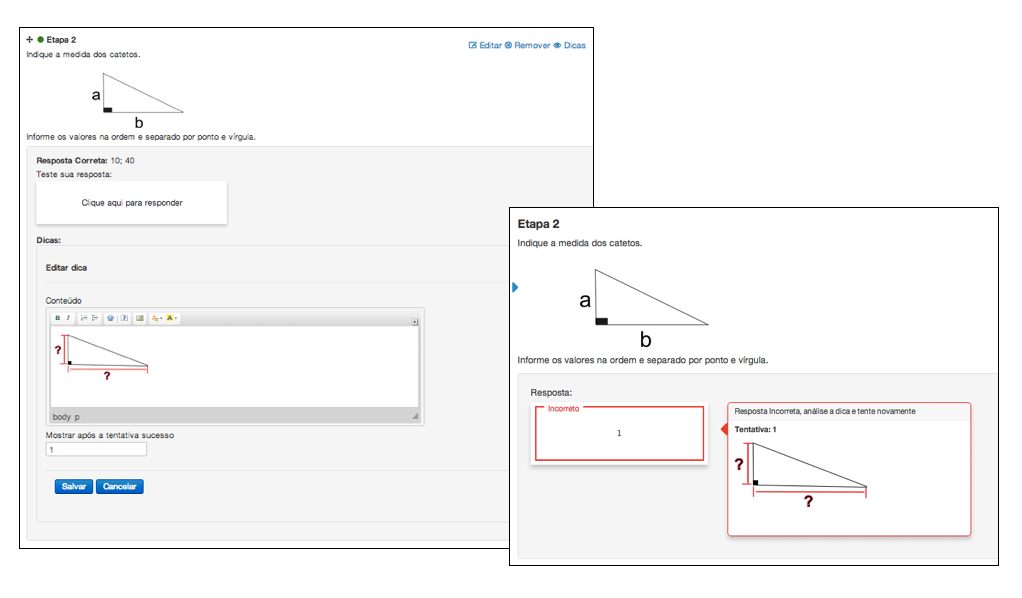 Etapa 2
Editar Remover Dicas
Indique a medida dos catetos.
a
b
Informe os valores na ordem e separado por ponto e vírgula.
Resposta Correta: 10; 40
Teste sua resposta:
Clique aqui para responder
Dicas:
Editar dica
Conteúdo
B I
?
?
body p
Mostrar após a tentativa sucesso
1
Salvar Cancelar
Etapa 2
Indique a medida dos catetos.
a
b
Informe os valores na ordem e separado por ponto e vírgula.
Resposta:
Incorreto
1
Resposta Incorreta, análise a dica e tente novamente
Tentativa: 1
?
?